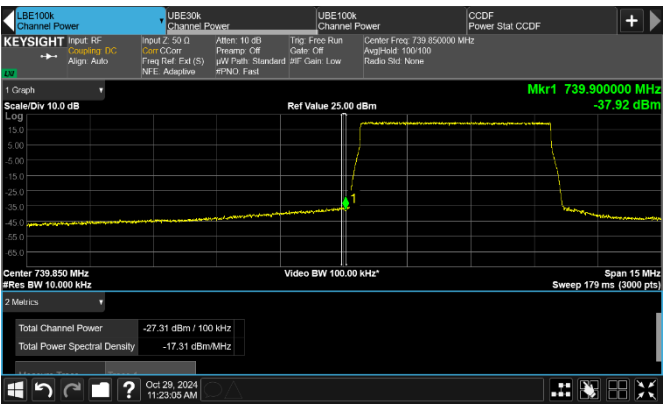 LBE100k
Channel Power
UBE30k
Channel Power
UBE100k
Channel Power
CCDF
Power Stat CCDF
KEYSIGHT
Input: RF
Coupling: DC
Align: Auto
Input Z: 50 Ω
Corr CCorr
Freq Ref: Ext (S)
NFE: Adaptive
Atten: 10 dB
Preamp: Off
µW Path: Standard
#PNO: Fast
Trig: Free Run
Gate: Off
#IF Gain: Low
Center Freq: 739.850000 MHz
Avg|Hold: 100/100
Radio Std: None
1 Graph
Mkr1 739.900000 MHz
Scale/Div 10.0 dB
Ref Value 25.00 dBm
-37.92 dBm
Log
15.0
5.00
-5.00
-15.0
-25.0
-35.0
-45.0
-55.0
-65.0
1
Center 739.850 MHz
Video BW 100.00 kHz*
Span 15 MHz
#Res BW 10.000 kHz
Sweep 179 ms (3000 pts)
2 Metrics
Total Channel Power -27.31 dBm / 100 kHz
Total Power Spectral Density -17.31 dBm/MHz
?
Oct 29, 2024
11:23:05 AM